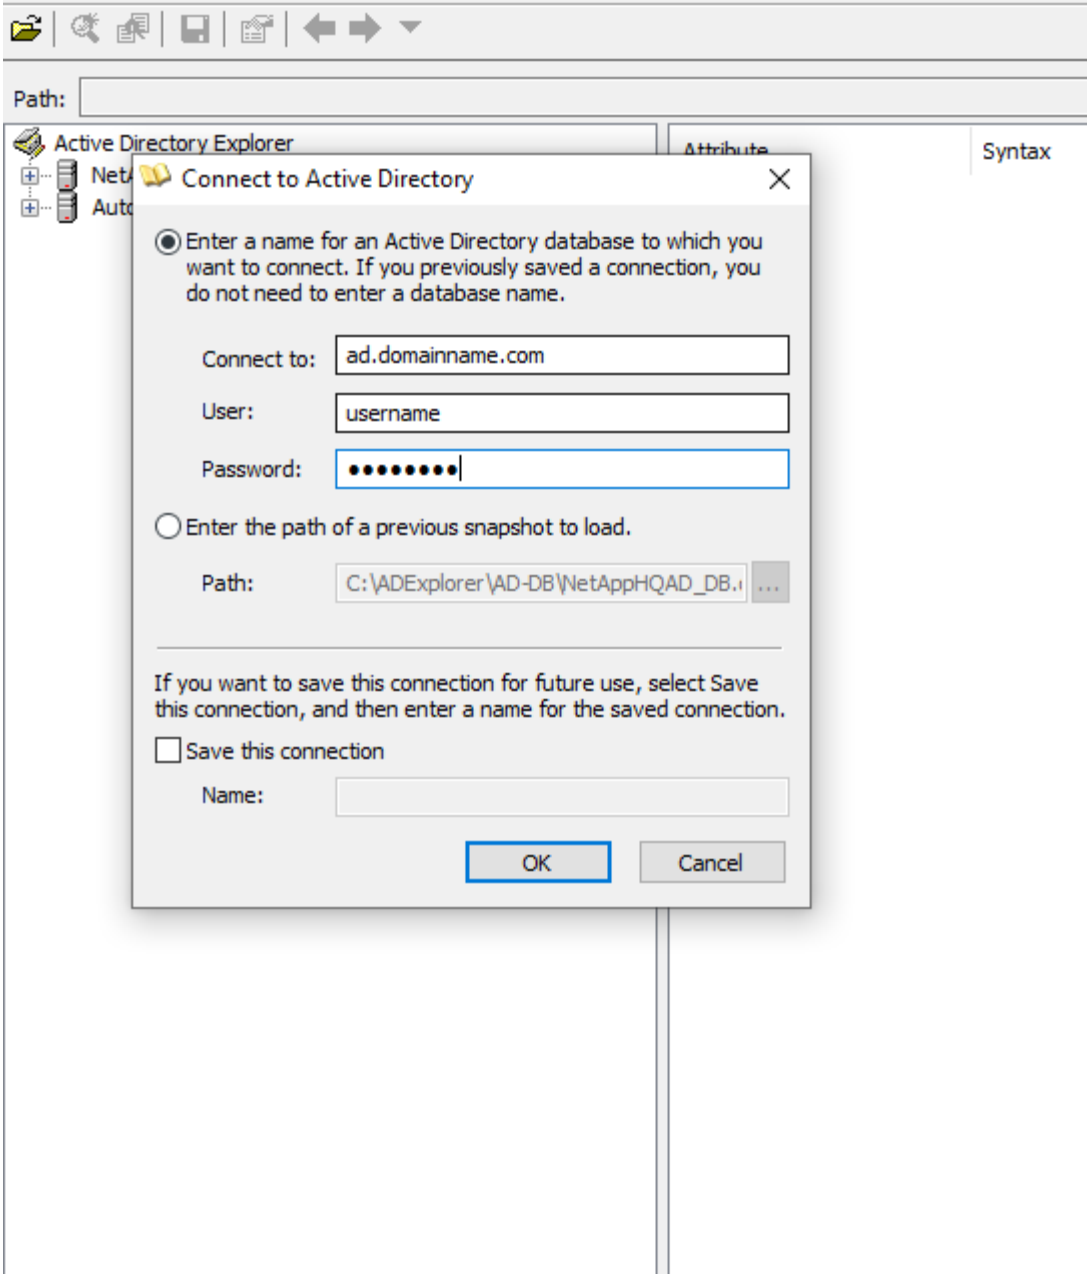 Path:
Active Directory Explorer
Attribute
Syntax
NetA
Auto
Connect to Active Directory
Enter a name for an Active Directory database to which you
want to connect. If you previously saved a connection, you
do not need to enter a database name.
Connect to: ad.domainname.com
User: username
Password: ••••••••
Enter the path of a previous snapshot to load.
Path: C:\ADExplorer\AD-DB\NetAppHQAD_DB. ...
If you want to save this connection for future use, select Save
this connection, and then enter a name for the saved connection.
Save this connection
Name:
OK Cancel